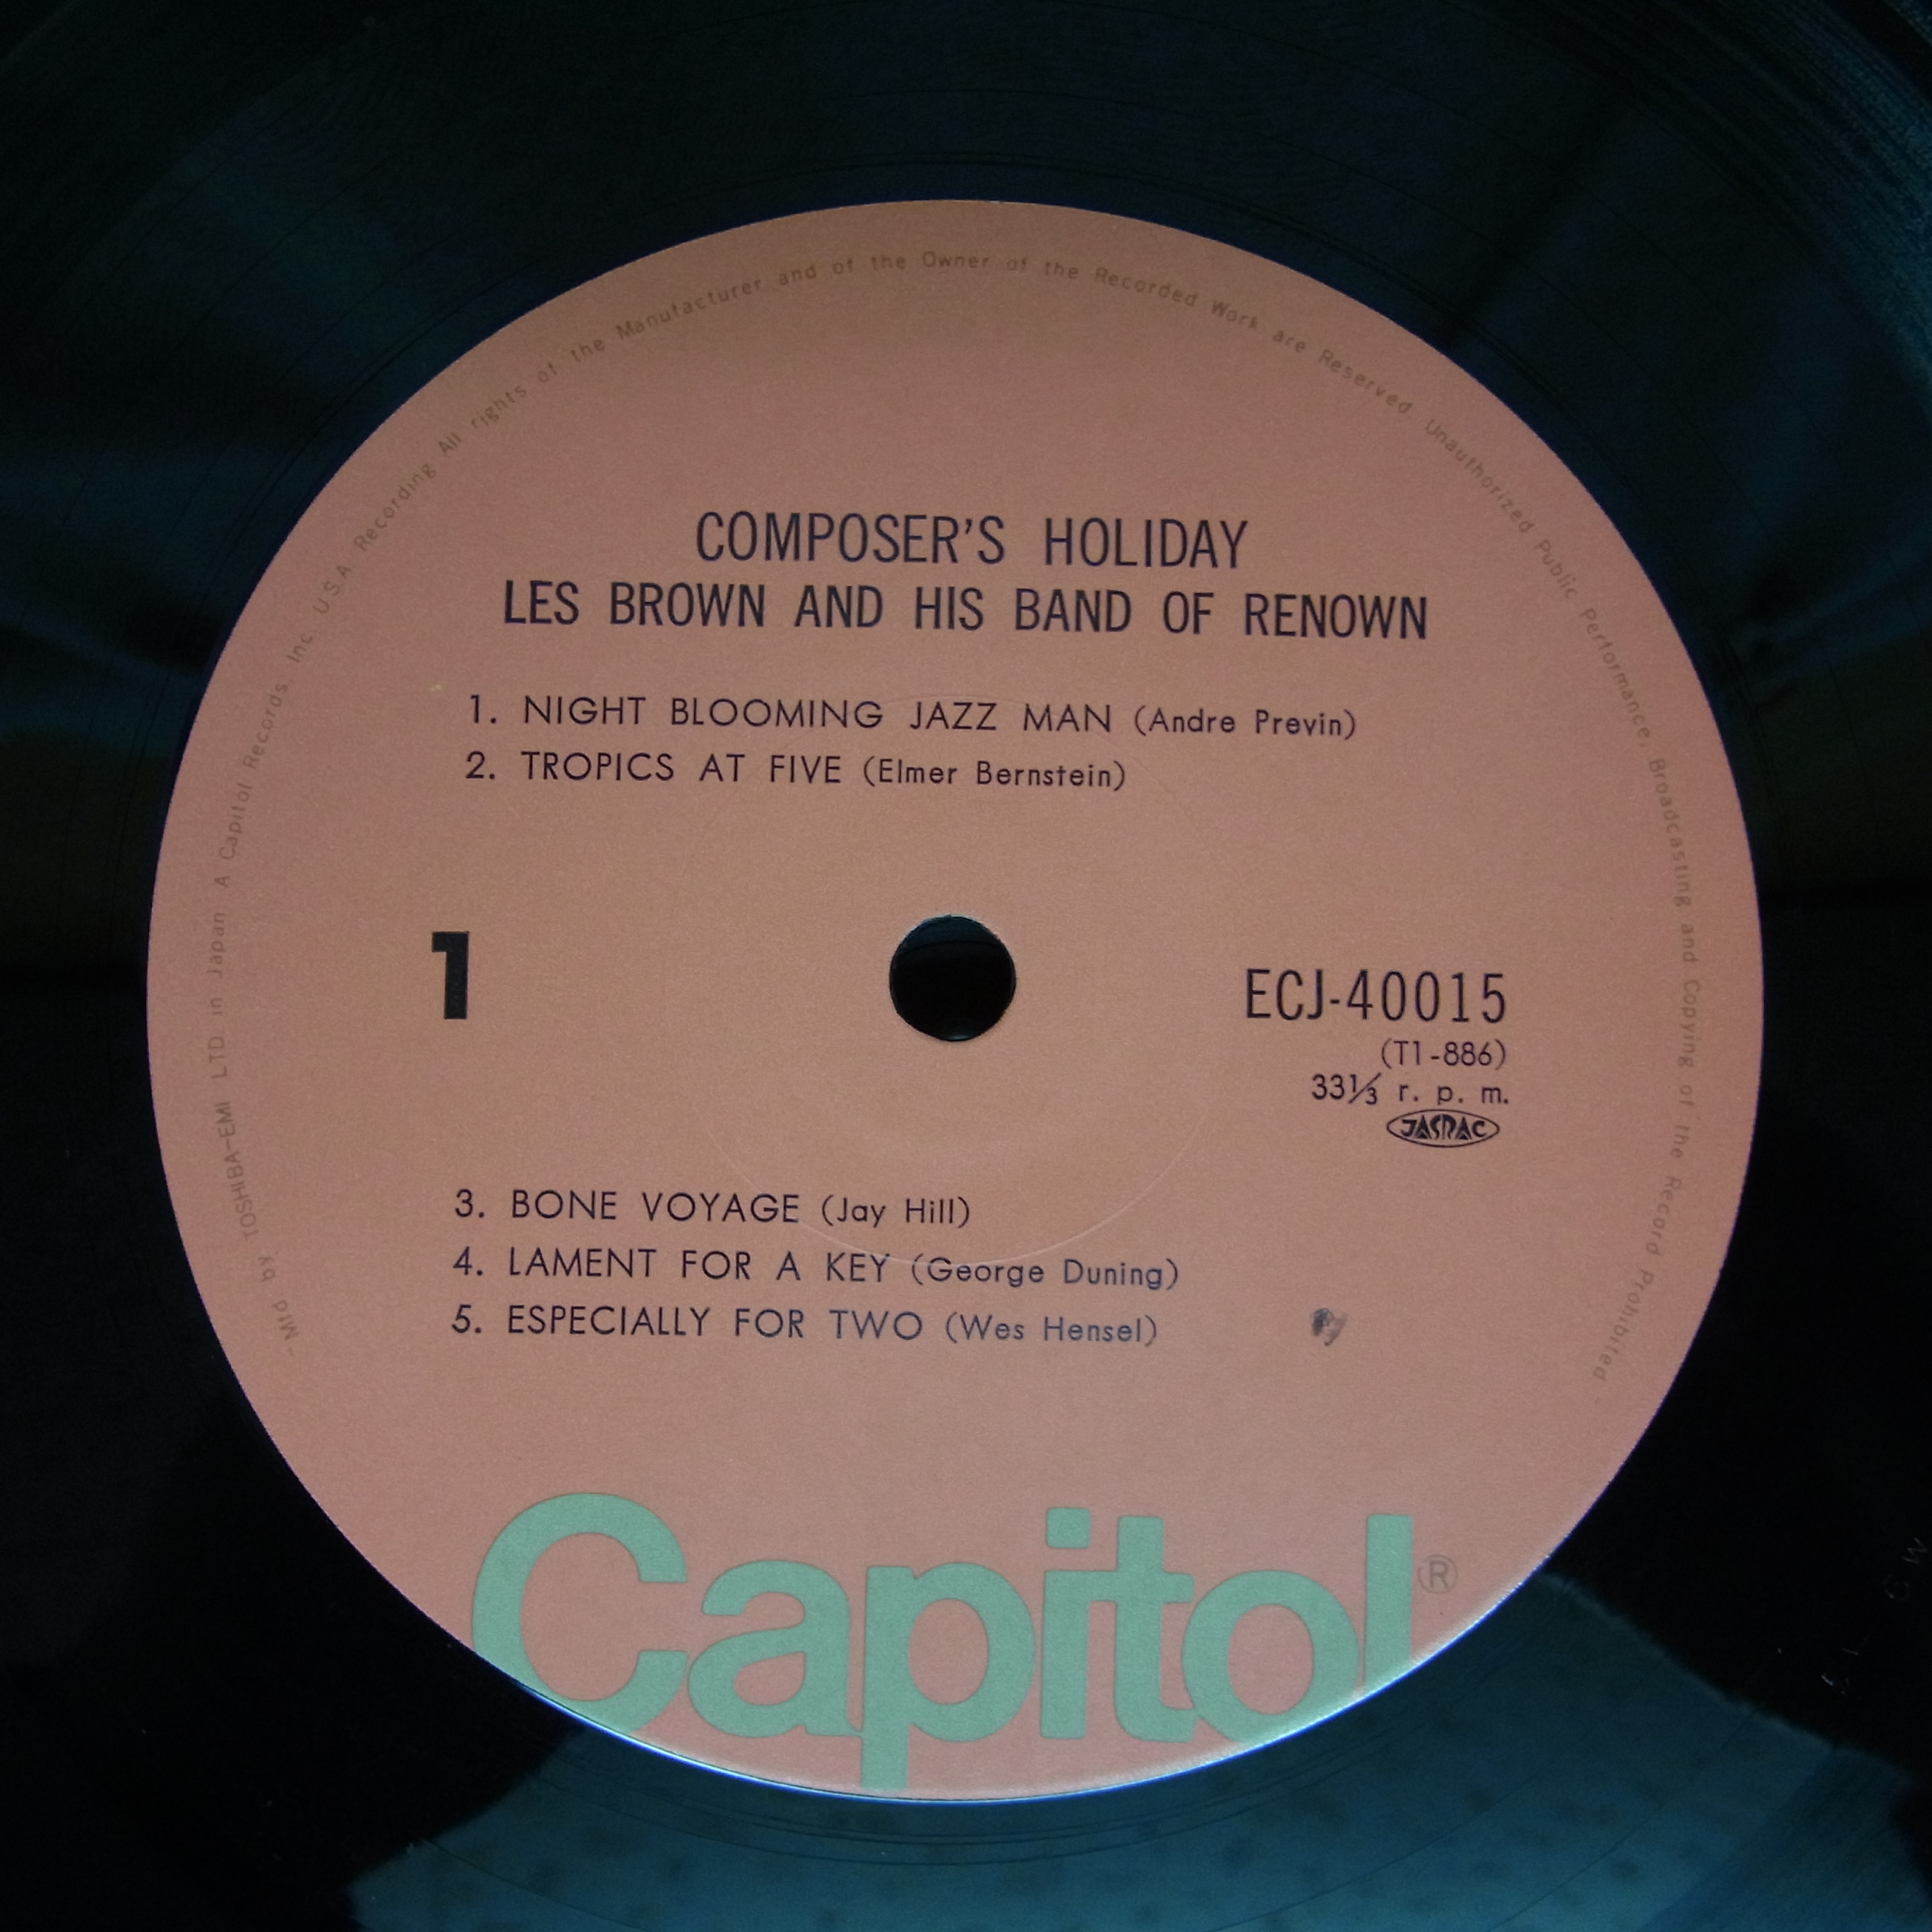 - Mfd by TOSHIBA-EMI LTD. in Japan A Capitol Records Inc U.S.A Recording All rights of the Manufacturer and of the Owner of the Recorded Work are Reserved Unauthorized Public Performance, Broadcasting and Copying of the Record Prohibited -
COMPOSER'S HOLIDAY
LES BROWN AND HIS BAND OF RENOWN
1. NIGHT BLOOMING JAZZ MAN (Andre Previn)
2. TROPICS AT FIVE (Elmer Bernstein)
1
ECJ-40015
(T1-886)
33⅓ r. p. m.
JASRAC
3. BONE VOYAGE (Jay Hill)
4. LAMENT FOR A KEY (George Duning)
5. ESPECIALLY FOR TWO (Wes Hensel)
Capitol®